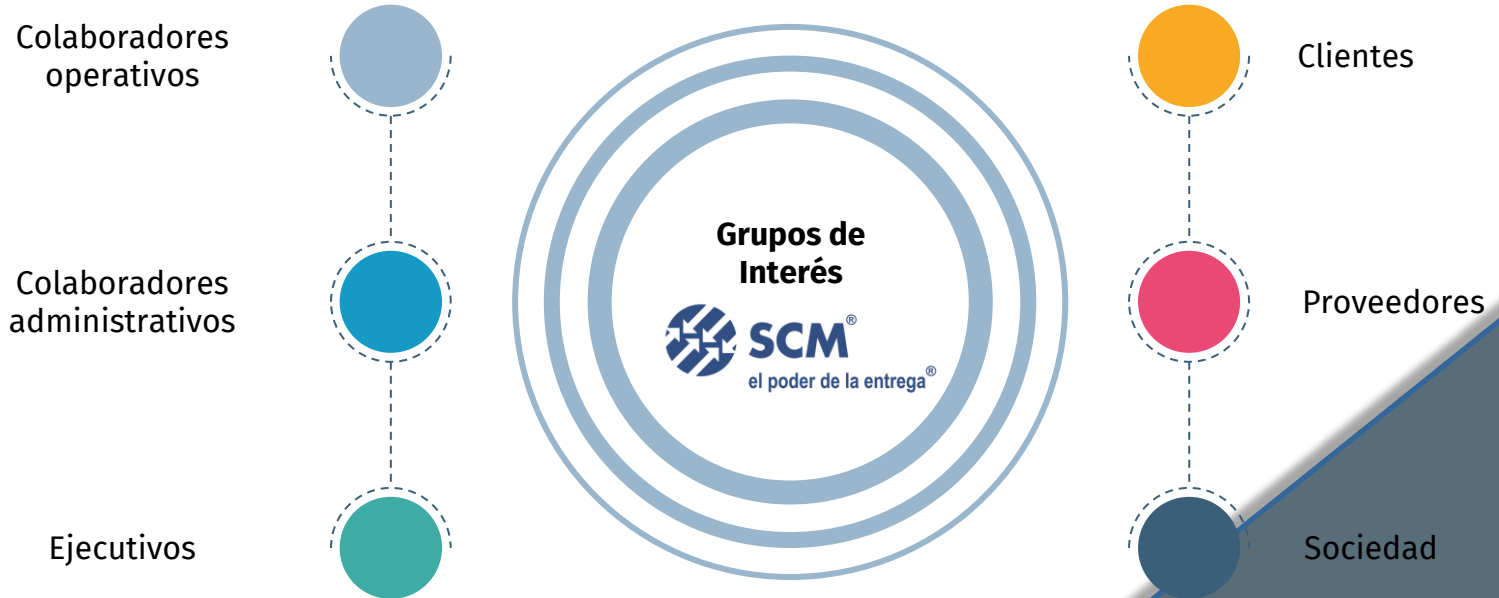 Colaboradores
operativos
Colaboradores
administrativos
Ejecutivos
Grupos de
Interés
SCM®
el poder de la entrega®
Clientes
Proveedores
Sociedad